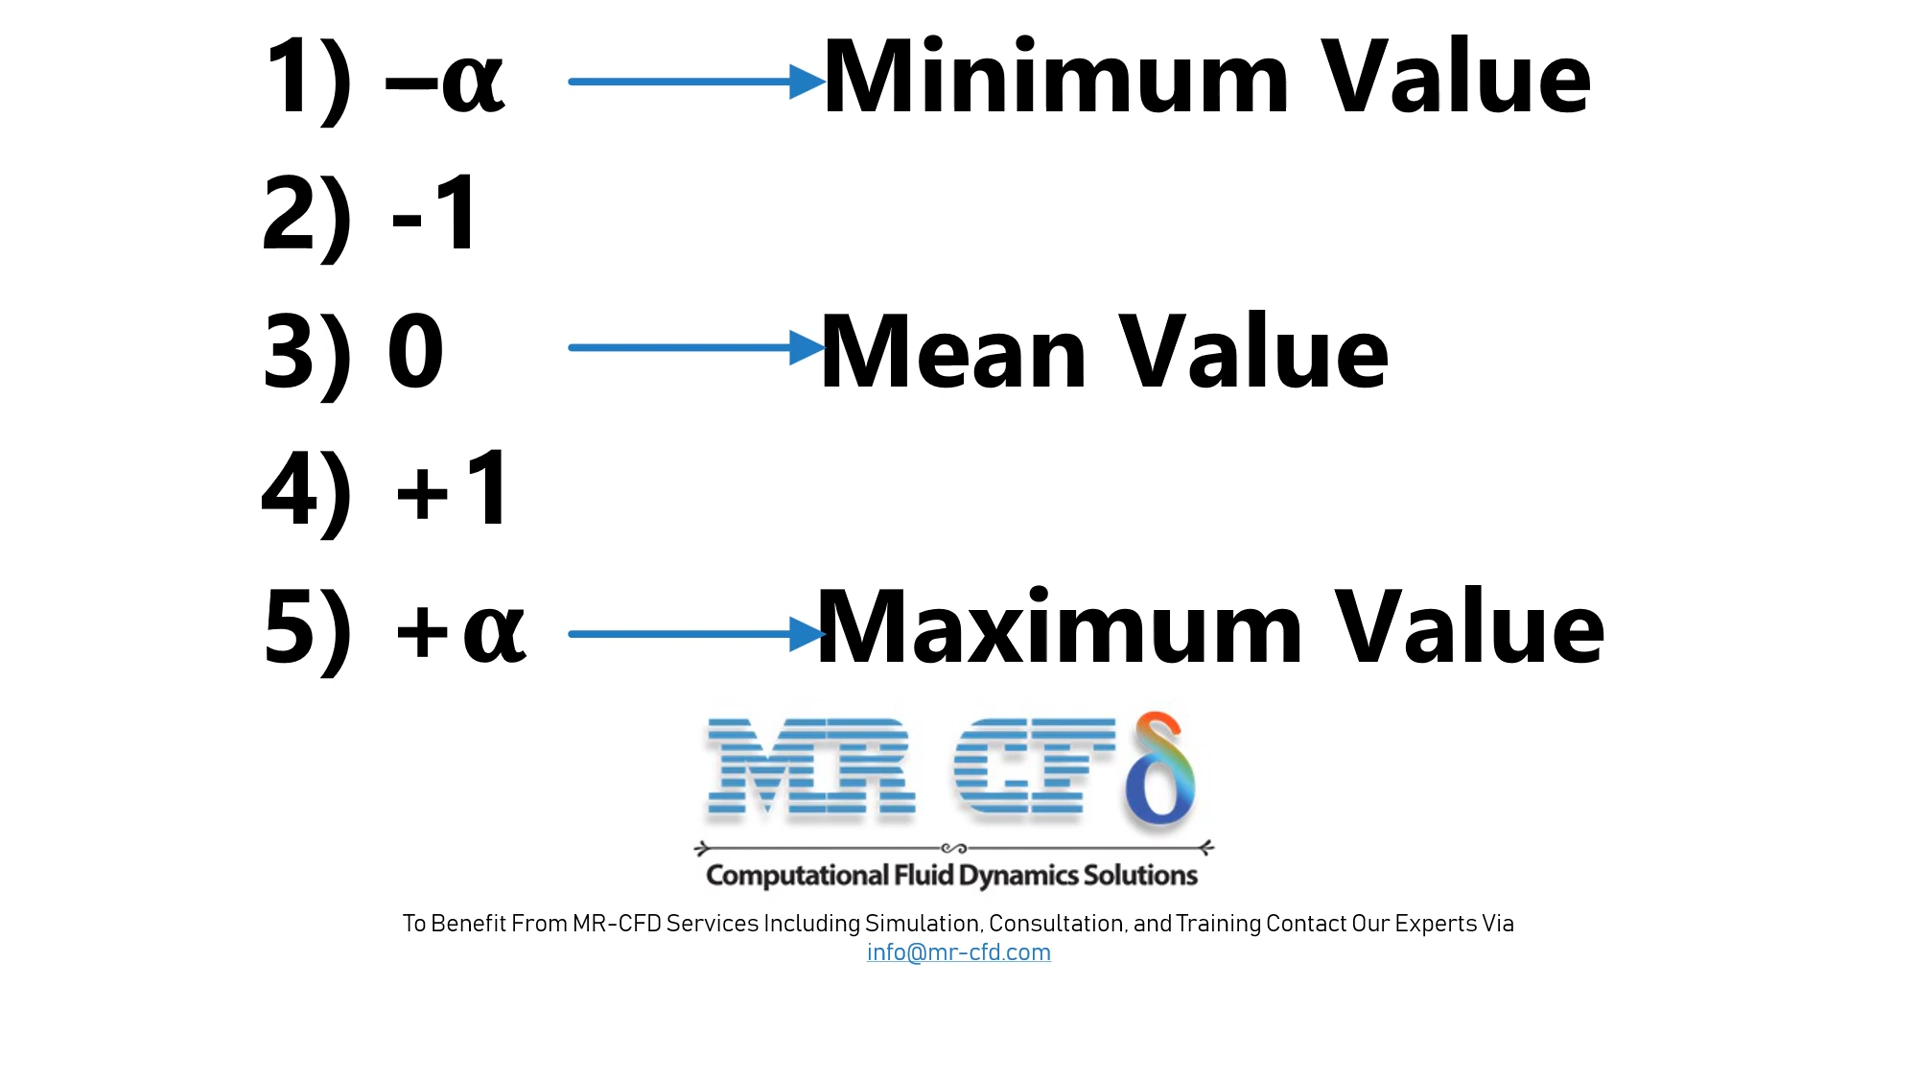 1) –α Minimum Value
2) -1
3) 0 Mean Value
4) +1
5) +α Maximum Value
MR CFδ
Computational Fluid Dynamics Solutions
To Benefit From MR-CFD Services Including Simulation, Consultation, and Training Contact Our Experts Via
info@mr-cfd.com